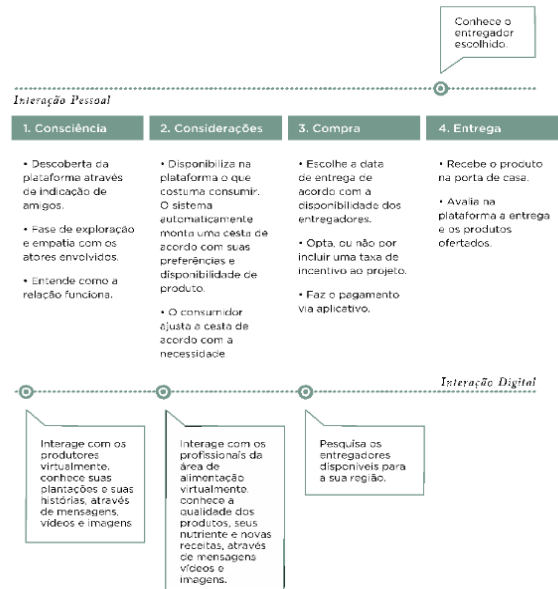 Conhece o
entregador
escolhido.
Interação Pessoal
1. Consciência
• Descoberta da
plataforma através
de indicação de
amigos.
• Fase de exploração
e empatia com os
atores envolvidos.
• Entende como a
relação funciona.
2. Considerações
• Disponibiliza na
plataforma o que
costuma consumir.
O sistema
automaticamente
monta uma cesta de
acordo com suas
preferências e
disponibilidade de
produto.
• O consumidor
ajusta a cesta de
acordo com a
necessidade
3. Compra
• Escolhe a data
de entrega de
acordo com a
disponibilidade dos
entregadores.
• Opta, ou não por
incluir uma taxa de
incentivo ao projeto.
• Faz o pagamento
via aplicativo.
4. Entrega
• Recebe o produto
na porta de casa.
• Avalia na
plataforma a entrega
e os produtos
ofertados.
Interação Digital
Interage com os
produtores
virtualmente,
conhece suas
plantações e suas
histórias, através
de mensagens,
vídeos e imagens
Interage com os
profissionais da
área de
alimentação
virtualmente,
conhece a
qualidade dos
produtos, seus
nutriente e novas
receitas, através
de mensagens
vídeos e
imagens.
Pesquisa os
entregadores
disponíveis para
a sua região.